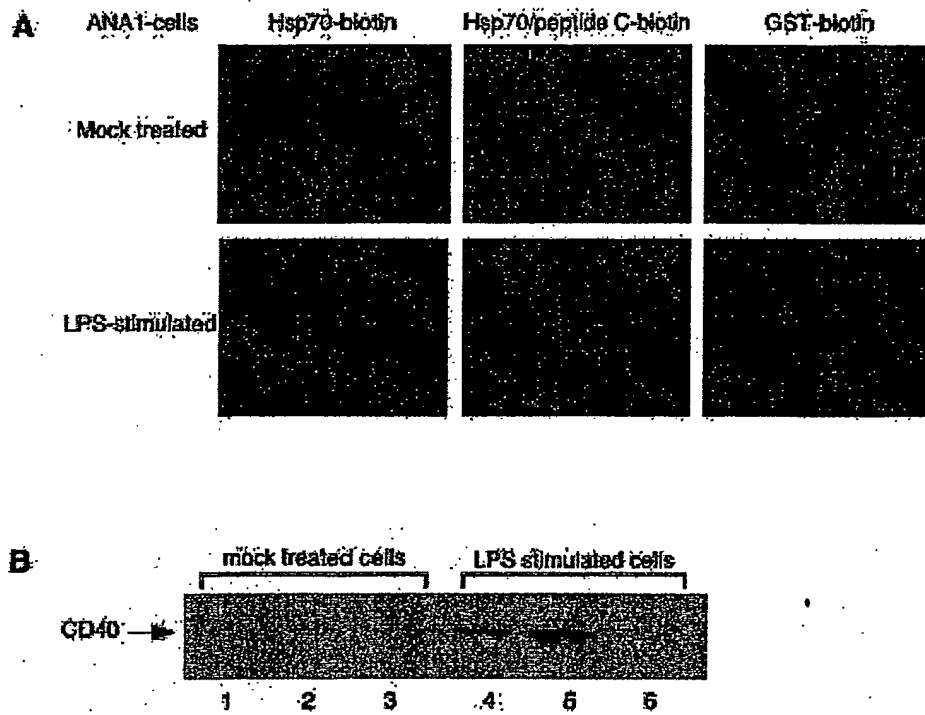 A ANA1-cells Hsp70-biotin Hsp70/peptide C-biotin GST-biotin
Mock treated
LPS-stimulated
B mock treated cells LPS stimulated cells
CD40
1 2 3 4 5 6